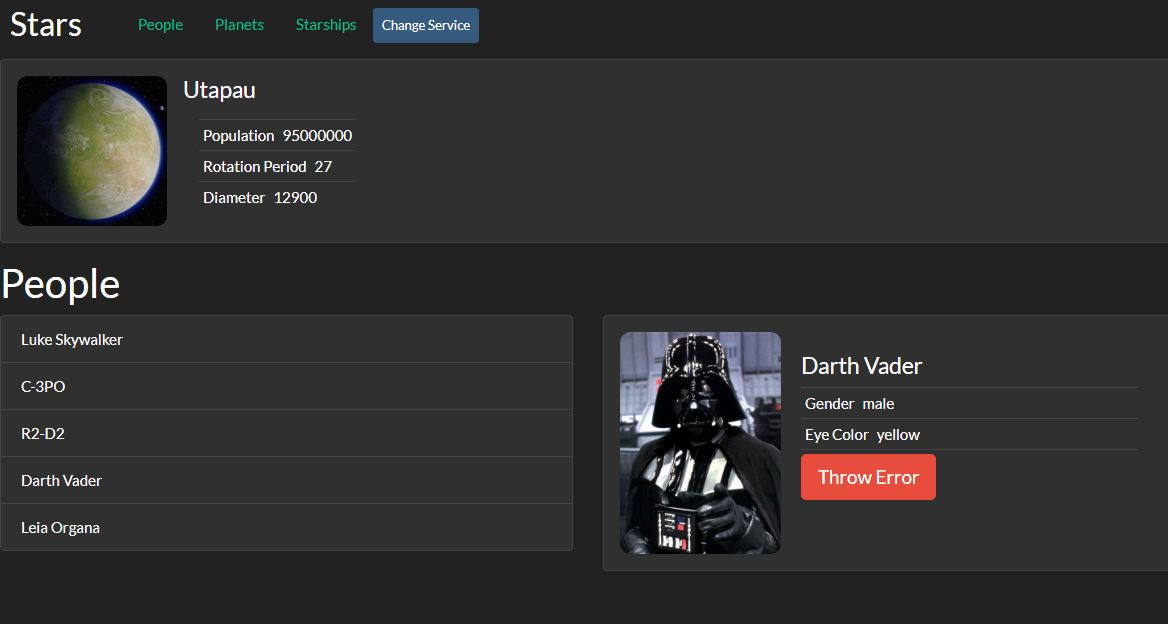 Stars People Planets Starships Change Service
Utapau
Population 95000000
Rotation Period 27
Diameter 12900
People
Luke Skywalker
C-3PO
R2-D2
Darth Vader
Leia Organa
Darth Vader
Gender male
Eye Color yellow
Throw Error